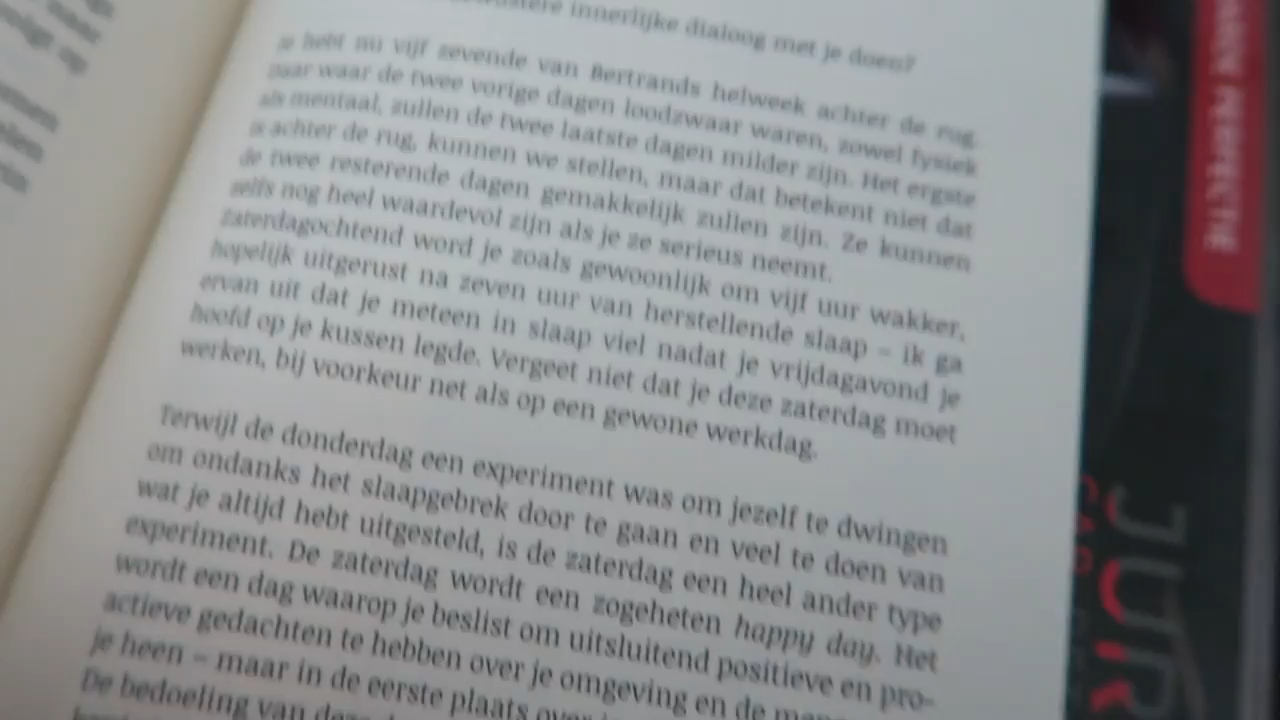 innerlijke dialoog met je doen?
Je hebt nu vijf zevende van Bertrands helweek achter de rug.
waar de twee vorige dagen loodzwaar waren, zowel fysiek
als mentaal, zullen de twee laatste dagen milder zijn. Het ergste
is achter de rug, kunnen we stellen, maar dat betekent niet dat
de twee resterende dagen gemakkelijk zullen zijn. Ze kunnen
zelfs nog heel waardevol zijn als je ze serieus neemt.
Zaterdagochtend word je zoals gewoonlijk om vijf uur wakker,
hopelijk uitgerust na zeven uur van herstellende slaap – ik ga
ervan uit dat je meteen in slaap viel nadat je vrijdagavond je
hoofd op je kussen legde. Vergeet niet dat je deze zaterdag moet
werken, bij voorkeur net als op een gewone werkdag.
Terwijl de donderdag een experiment was om jezelf te dwingen
om ondanks het slaapgebrek door te gaan en veel te doen van
wat je altijd hebt uitgesteld, is de zaterdag een heel ander type
experiment. De zaterdag wordt een zogeheten happy day. Het
wordt een dag waarop je beslist om uitsluitend positieve en pro-
actieve gedachten te hebben over je omgeving en de
je heen – maar in de eerste plaats
De bedoeling van
PERFECTIE